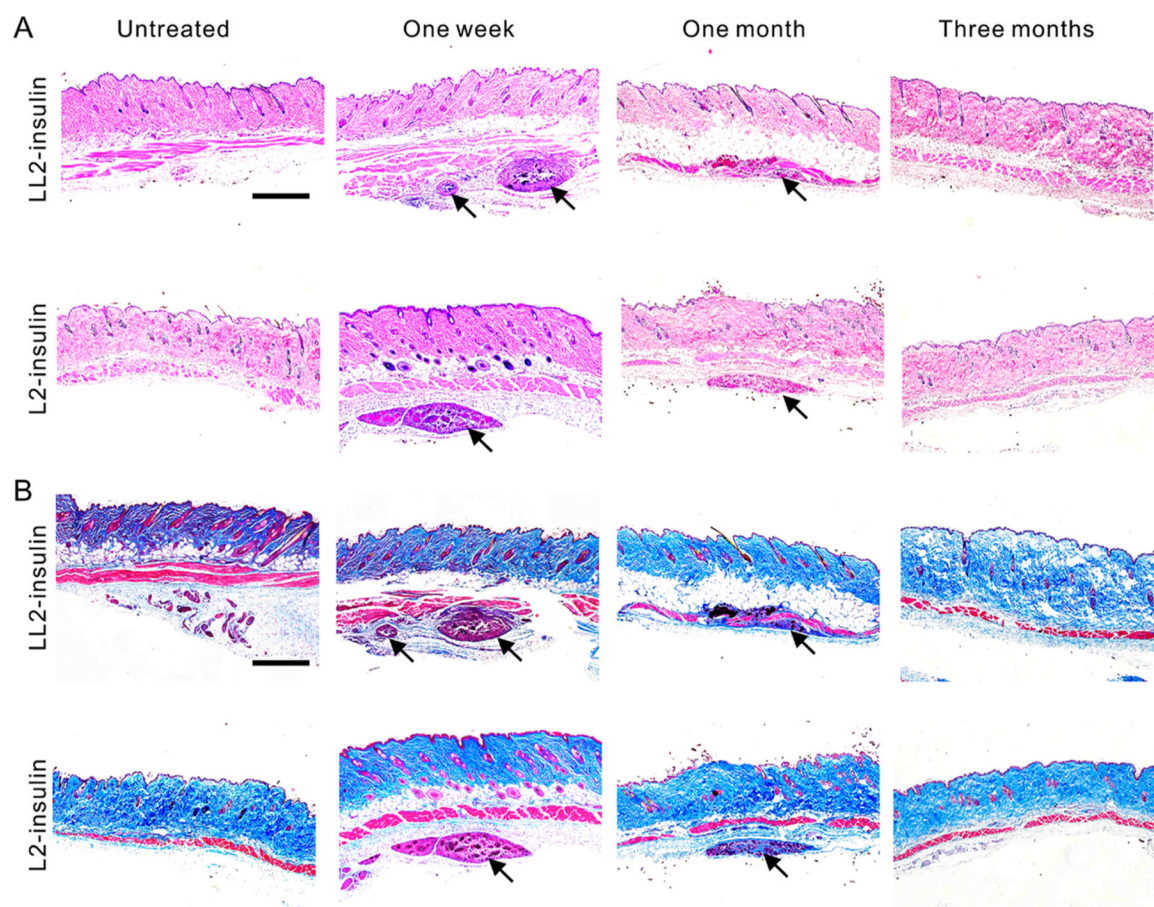 A
Untreated
One week
One month
Three months
LL2-insulin
L2-insulin
B
LL2-insulin
L2-insulin